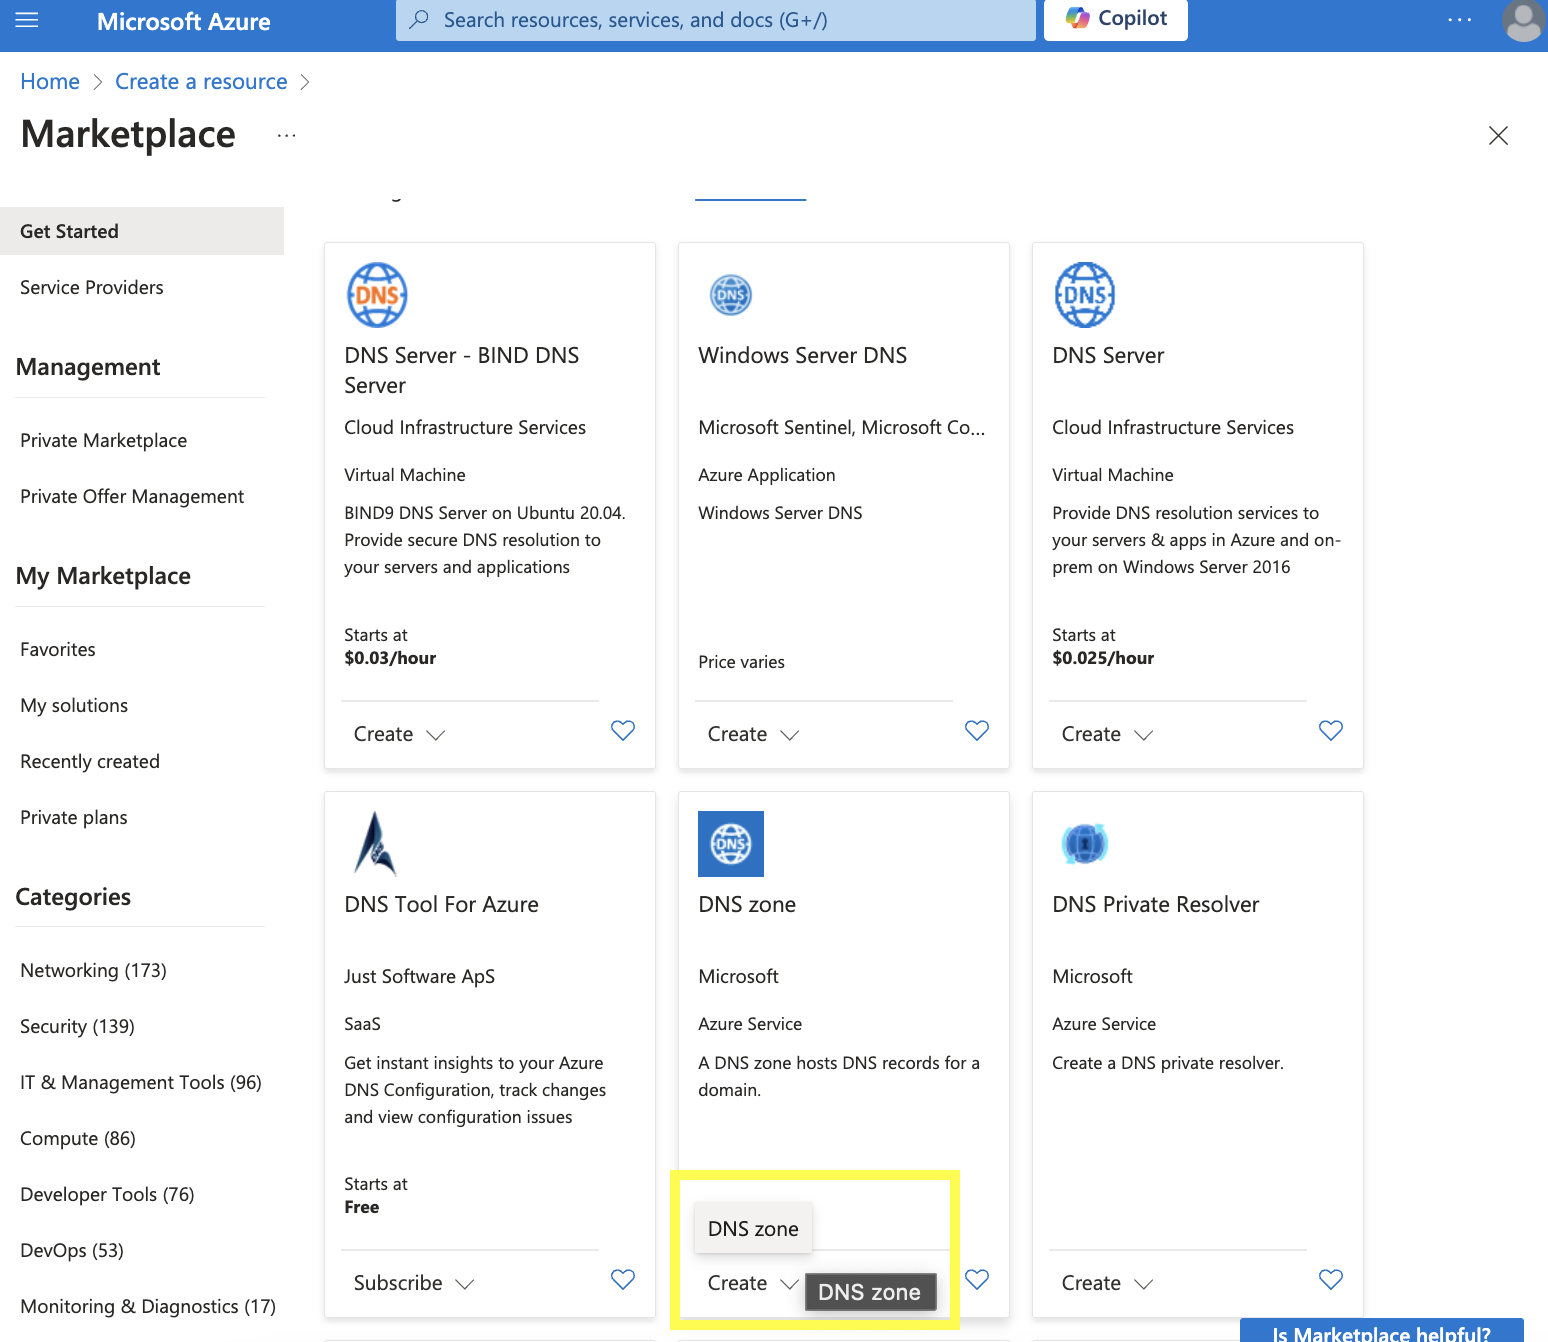 Microsoft Azure
Search resources, services, and docs (G+/)
Copilot
Home > Create a resource >
Marketplace
Get Started
Service Providers
Management
Private Marketplace
Private Offer Management
My Marketplace
Favorites
My solutions
Recently created
Private plans
Categories
Networking (173)
Security (139)
IT & Management Tools (96)
Compute (86)
Developer Tools (76)
DevOps (53)
Monitoring & Diagnostics (17)
DNS
DNS Server - BIND DNS
Server
Cloud Infrastructure Services
Virtual Machine
BIND9 DNS Server on Ubuntu 20.04.
Provide secure DNS resolution to
your servers and applications
Starts at
$0.03/hour
Create
DNS
Windows Server DNS
Microsoft Sentinel, Microsoft Co...
Azure Application
Windows Server DNS
Price varies
Create
DNS
DNS Server
Cloud Infrastructure Services
Virtual Machine
Provide DNS resolution services to
your servers & apps in Azure and on-
prem on Windows Server 2016
Starts at
$0.025/hour
Create
DNS Tool For Azure
Just Software ApS
SaaS
Get instant insights to your Azure
DNS Configuration, track changes
and view configuration issues
Starts at
Free
Subscribe
DNS
DNS zone
Microsoft
Azure Service
A DNS zone hosts DNS records for a
domain.
DNS zone
Create
DNS zone
DNS Private Resolver
Microsoft
Azure Service
Create a DNS private resolver.
Create
Is Marketplace helpful?